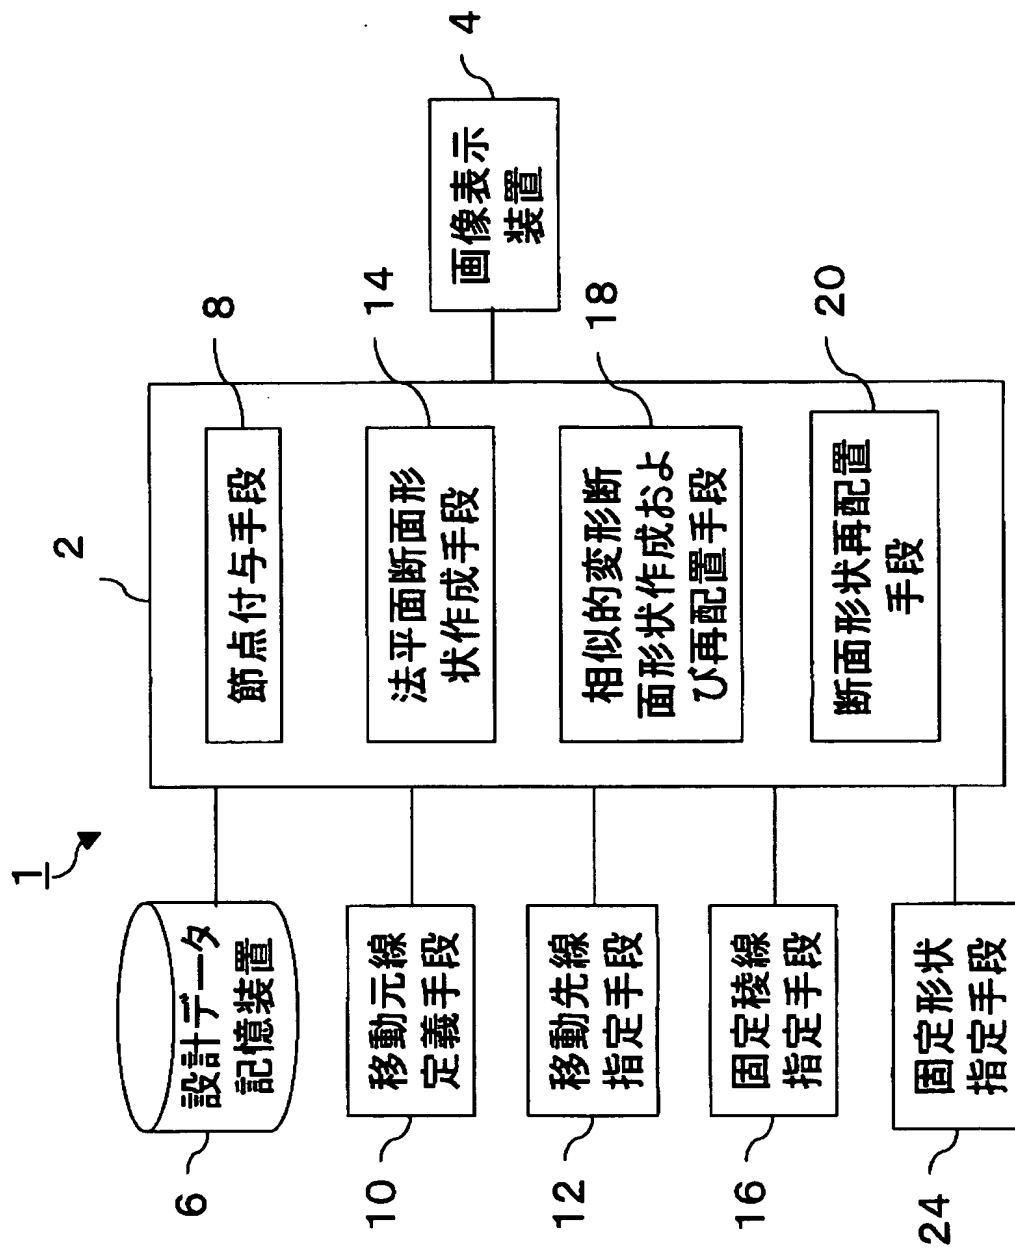 1
2
4
6
設計データ
記憶装置
10
移動元線
定義手段
12
移動先線
指定手段
16
固定稜線
指定手段
24
固定形状
指定手段
節点付与手段
8
法平面断面形
状作成手段
14
相似的変形断
面形状作成およ
び再配置手段
18
断面形状再配置
手段
20
画像表示
装置